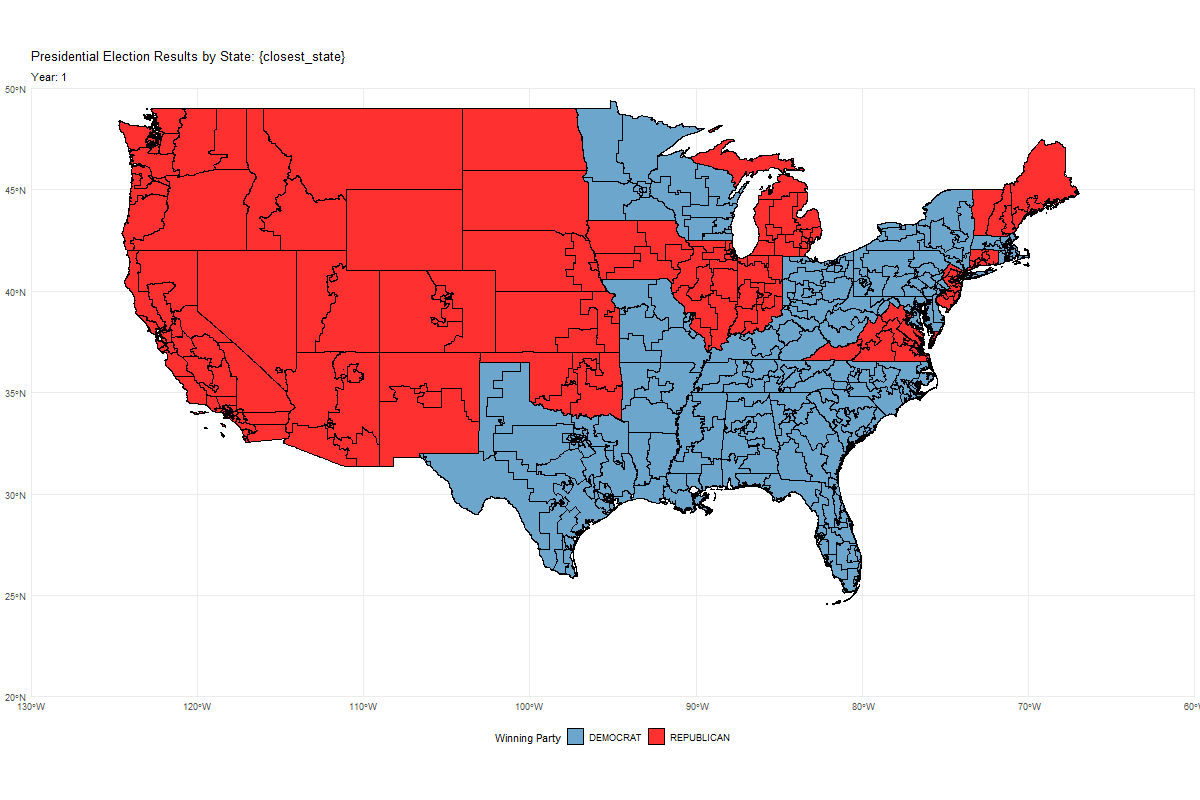 Presidential Election Results by State: {closest_state}
Year: 1
50°N
45°N
40°N
35°N
30°N
25°N
20°N
130°W 120°W 110°W 100°W 90°W 80°W 70°W 60°W
Winning Party DEMOCRAT REPUBLICAN